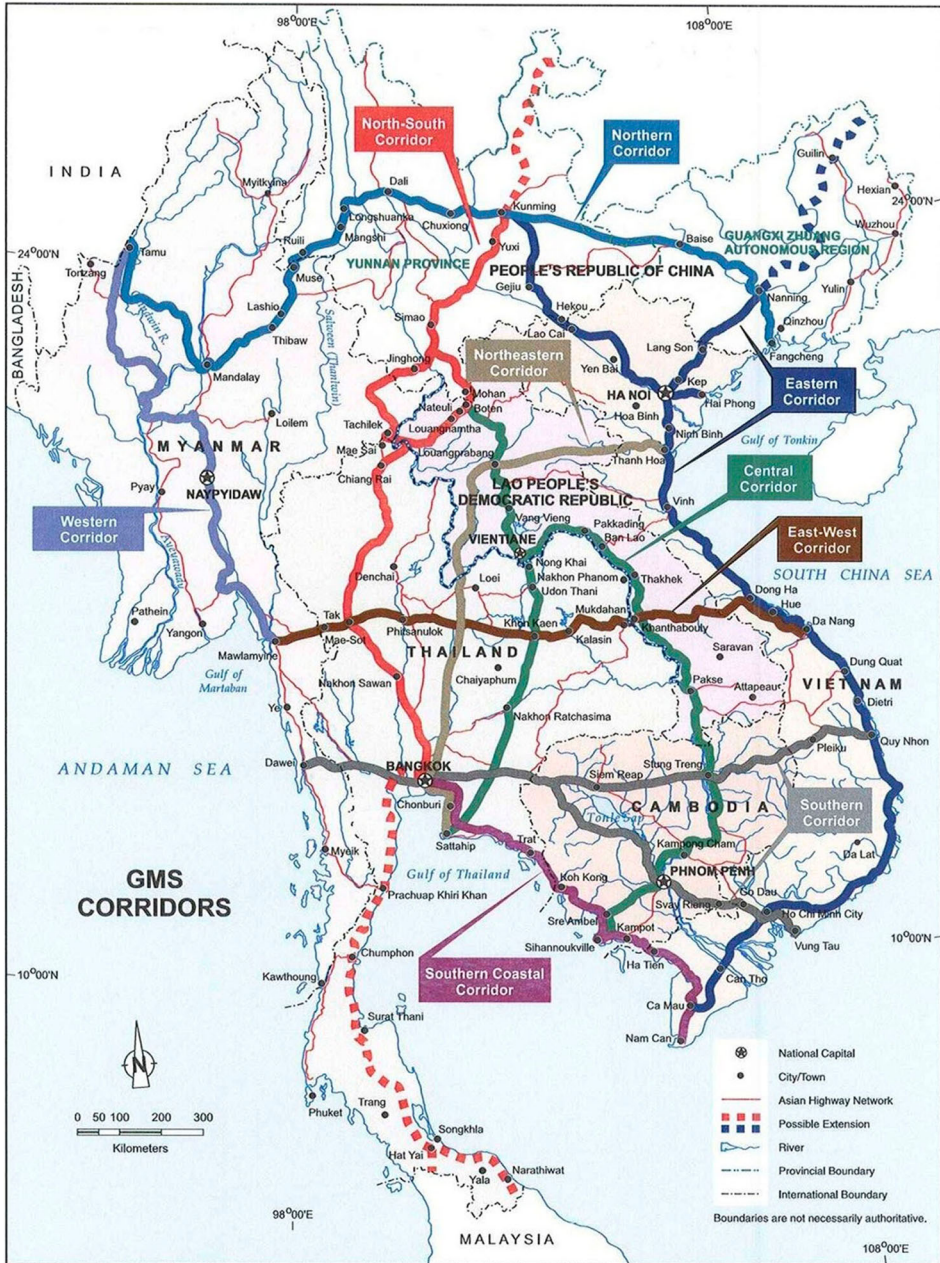 98°00'E
108°00'E
North-South
Corridor
Northern
Corridor
Guilin
INDIA
Hexian
Myitkyina
Dali
24°00'N
Longshuanka
Kunming
Wuzhou
Chuxiong
Mangshi
Baise
GUANGXI ZHUANG
AUTONOMOUS REGION
Ruili
Yuxi
24°00'N
Tamu
YUNNAN PROVINCE
PEOPLE'S REPUBLIC OF CHINA
Tonzang
Muse
Gejiu
Nanning
Yulin
BANGLADESH
Chindwin R.
Salween (Thanlwin)
Lashio
Hekou
Simao
Qinzhou
Thibaw
Lao Cai
Northeastern
Corridor
Lang Son
Fangcheng
Jinghong
Yen Bai
Mandalay
Kep
Eastern
Corridor
Mohan
HA NOI
Hai Phong
Nateuli
Boten
Hoa Binh
Loilem
Tachilek
Louangnamtha
Ninh Binh
Gulf of Tonkin
MYANMAR
Mae Sai
Louangprabang
Thanh Hoa
Chiang Rai
Central
Corridor
NAYPYIDAW
LAO PEOPLE'S
DEMOCRATIC REPUBLIC
Pyay
Vinh
Western
Corridor
Vang Vieng
Pakkading
East-West
Corridor
Ayeyawady
VIENTIANE
Ban Lao
Nong Khai
SOUTH CHINA SEA
Denchai
Loei
Nakhon Phanom
Thakhek
Udon Thani
Dong Ha
Pathein
Mukdahan
Hue
Yangon
Tak
Khon Kaen
Khanthabouly
Da Nang
Mae-Sot
Phitsanulok
Kalasin
Mawlamyine
THAILAND
Saravan
Gulf of
Martaban
Chaiyaphum
Dung Quat
Nakhon Sawan
Pakse
VIETNAM
Attapeau
Dietri
Ye
Nakhon Ratchasima
Quy Nhon
Pleiku
Dawei
BANGKOK
Stung Treng
ANDAMAN SEA
Siem Reap
Chonburi
CAMBODIA
Southern
Corridor
Tonle Sap
Sattahip
Trat
Kampong Cham
Myeik
Da Lat
Gulf of Thailand
PHNOM PENH
GMS
CORRIDORS
Koh Kong
Prachuap Khiri Khan
Svay Rieng
Go Dau
Sre Ambel
Ho Chi Minh City
Kampot
Sihannoukville
Vung Tau
10°00'N
Chumphon
Ha Tien
10°00'N
Southern Coastal
Corridor
Kawthoung
Can Tho
Ca Mau
Surat Thani
Nam Can
N
National Capital
City/Town
Phuket
Trang
Asian Highway Network
0 50 100 200 300
Possible Extension
Songkhla
Kilometers
River
Hat Yai
Provincial Boundary
Yala
Narathiwat
International Boundary
Boundaries are not necessarily authoritative.
98°00'E
MALAYSIA
108°00'E